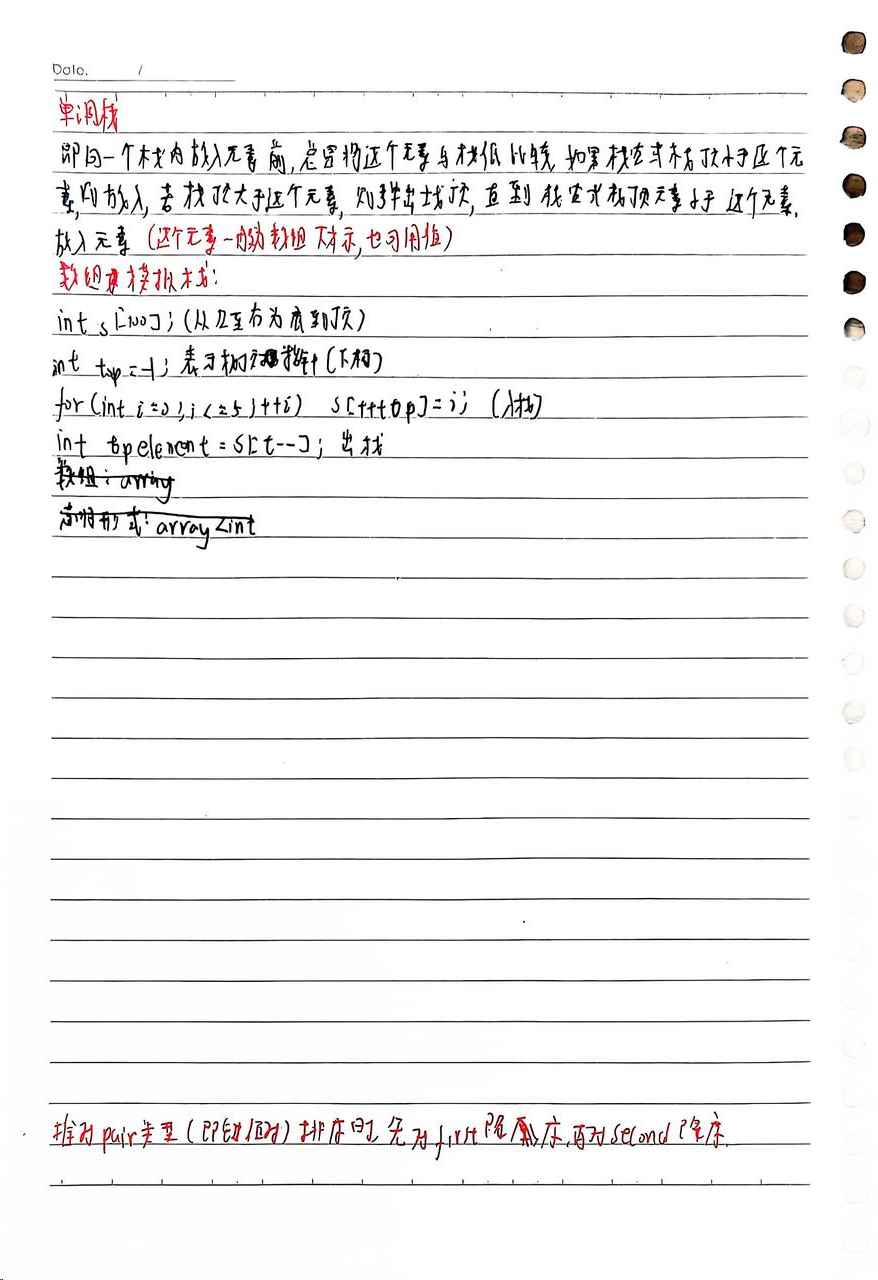 Date. /
单调栈
即向一个栈内放入元素前,总要将这个元素与栈低比较,如果栈空或栈顶小于这个元
素,则放入,若栈顶大于这个元素,则弹出栈顶,直到栈空或栈顶元素小于这个元素,
放入元素(这个元素一般为数组下标,也可用值)
数组模拟栈:
int s[100];(从左至右为底到顶)
int top=-1; 表示栈顶指针(下标)
for(int i=0;i<=5;++i) s[++top]=i; (入栈)
int topelement=s[t--]; 出栈
数组:array
声明形式:array<int
堆对pair类型(即键值对)排序时,先对first降序,再对second降序.